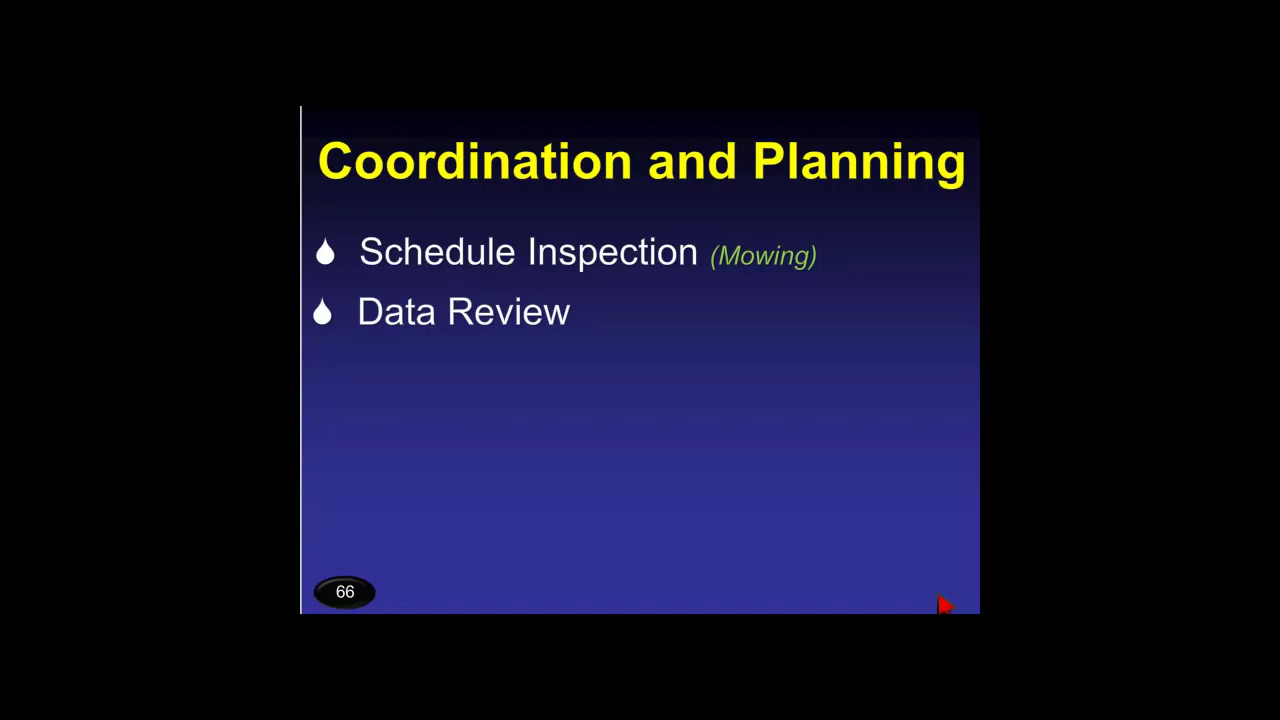 Coordination and Planning
Schedule Inspection (Mowing)
Data Review
66